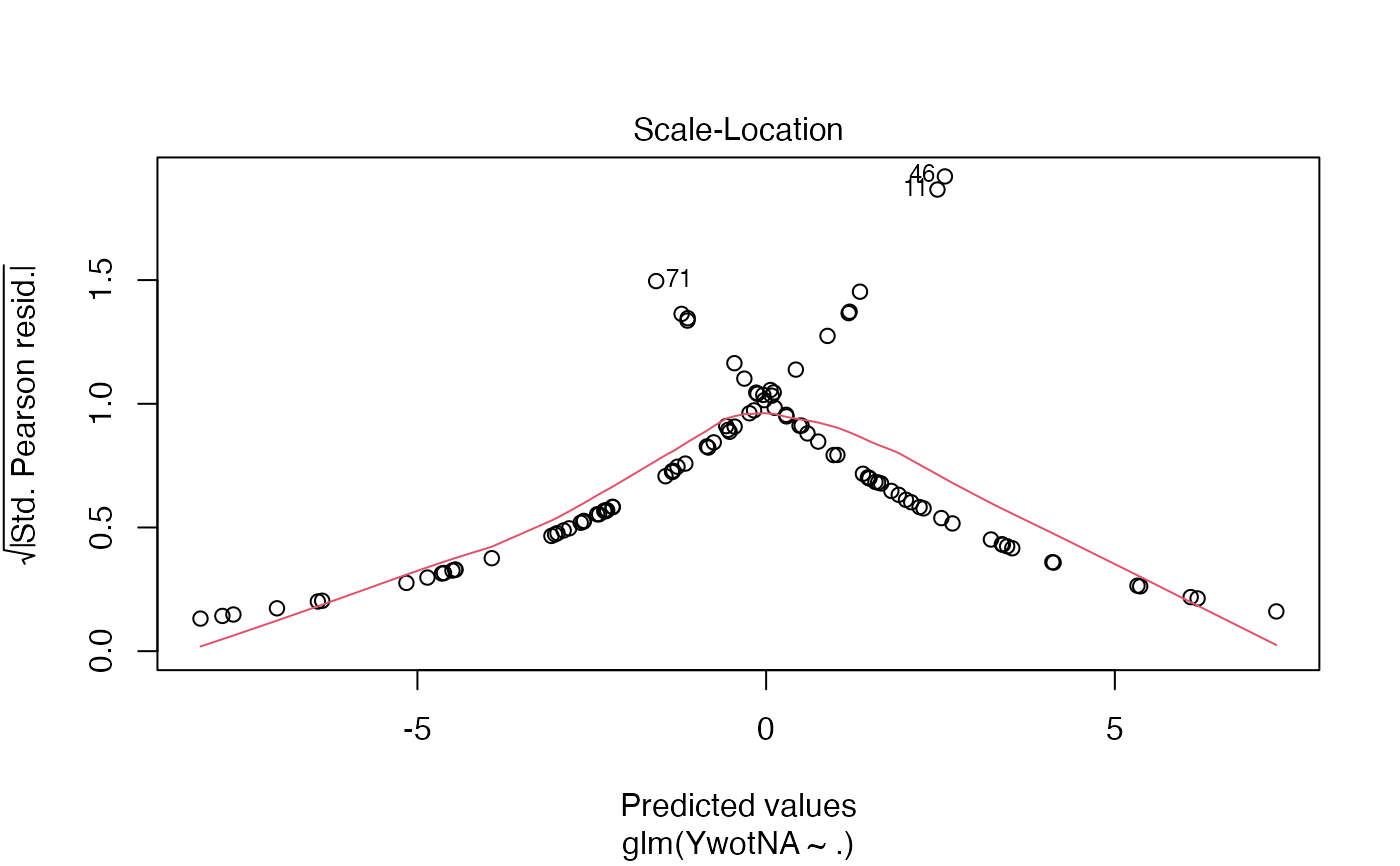 Scale-Location
46
11
71
√|Std. Pearson resid.|
1.5
1.0
0.5
0.0
-5 0 5
Predicted values
glm(YwotNA ~ .)